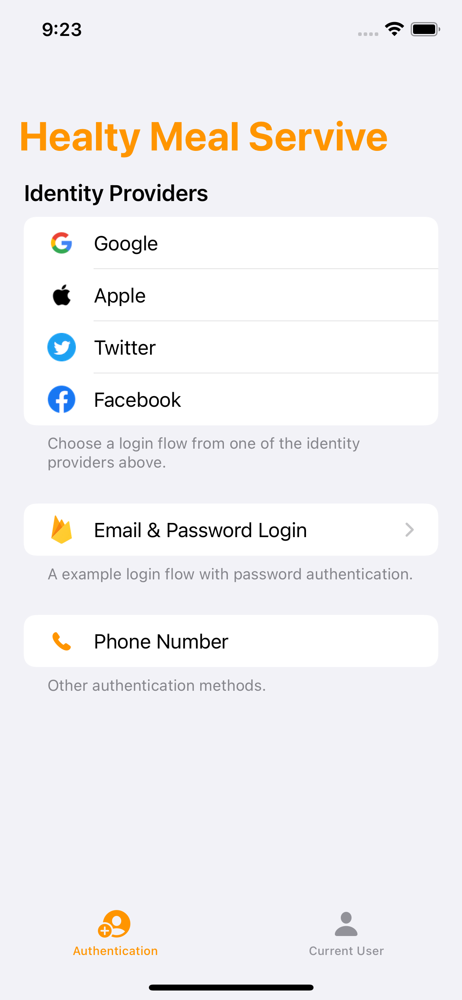 9:23
Healty Meal Servive
Identity Providers
Google
Apple
Twitter
Facebook
Choose a login flow from one of the identity
providers above.
Email & Password Login
A example login flow with password authentication.
Phone Number
Other authentication methods.
Authentication
Current User